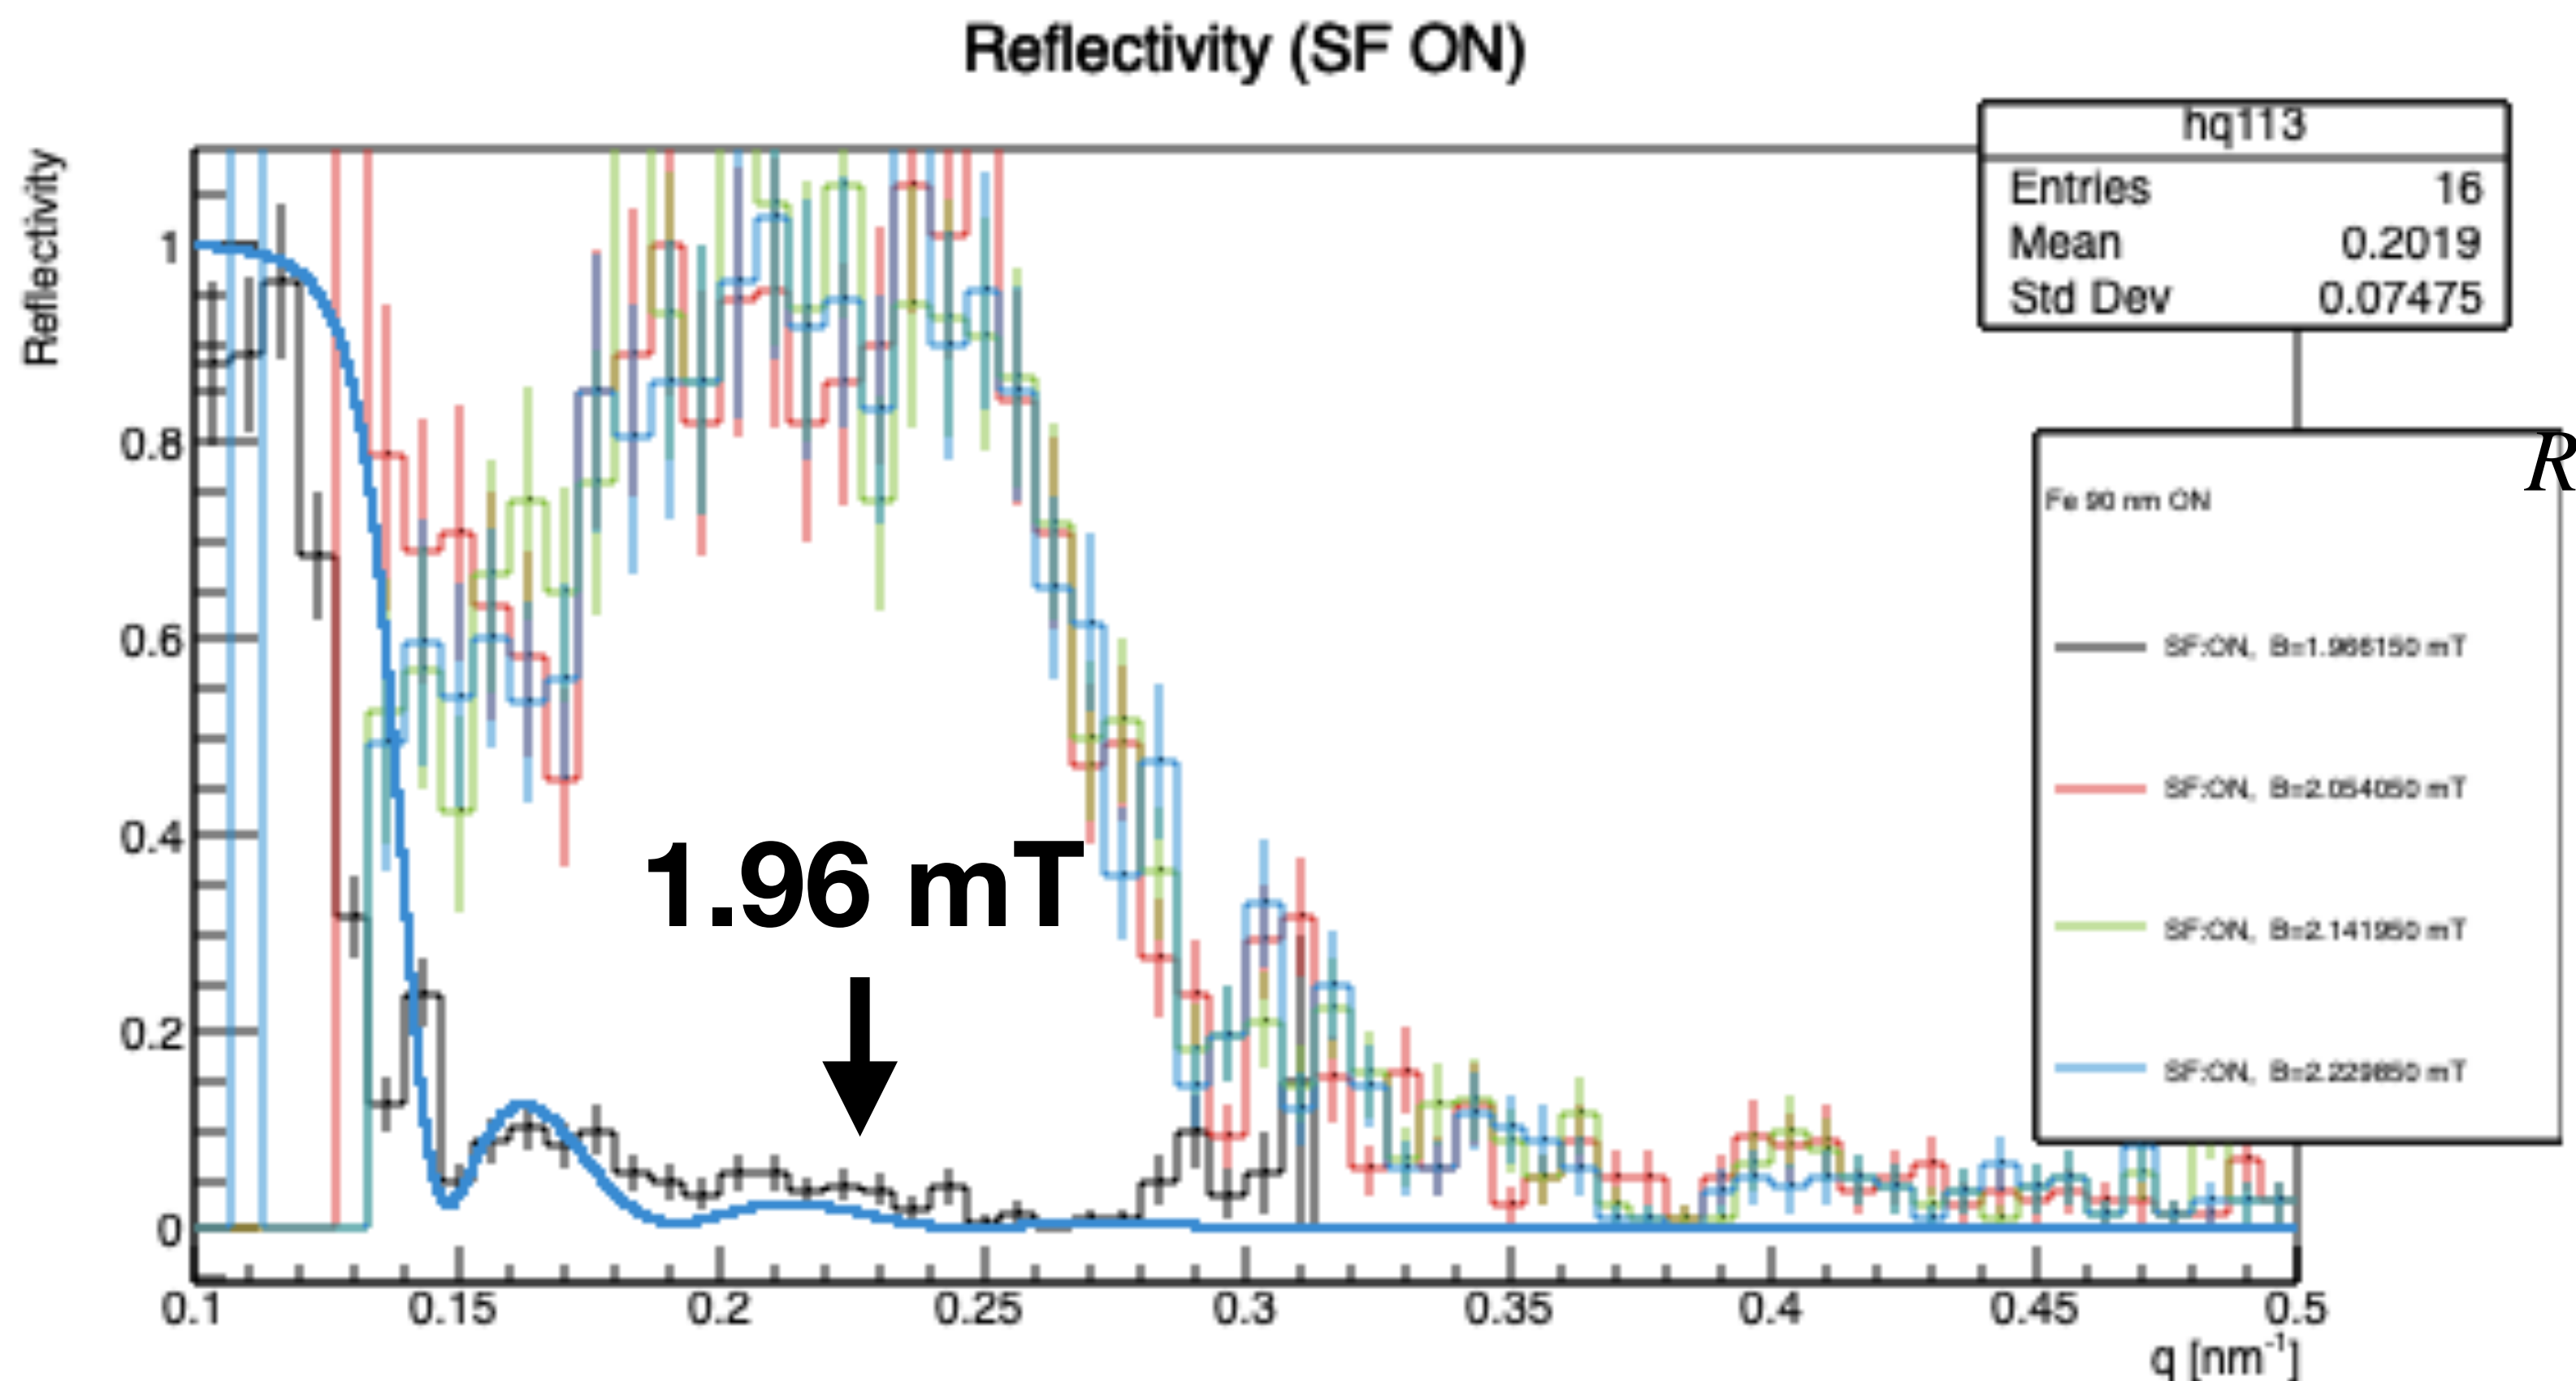 Reflectivity (SF ON)
hq113
Entries 16
Mean 0.2019
Std Dev 0.07475
Reflectivity
1
0.8
0.6
0.4
0.2
0
R
Fe 90 nm ON
SF:ON, B=1.966150 mT
SF:ON, B=2.054050 mT
SF:ON, B=2.141950 mT
SF:ON, B=2.229850 mT
1.96 mT
0.1 0.15 0.2 0.25 0.3 0.35 0.4 0.45 0.5
q [nm⁻¹]